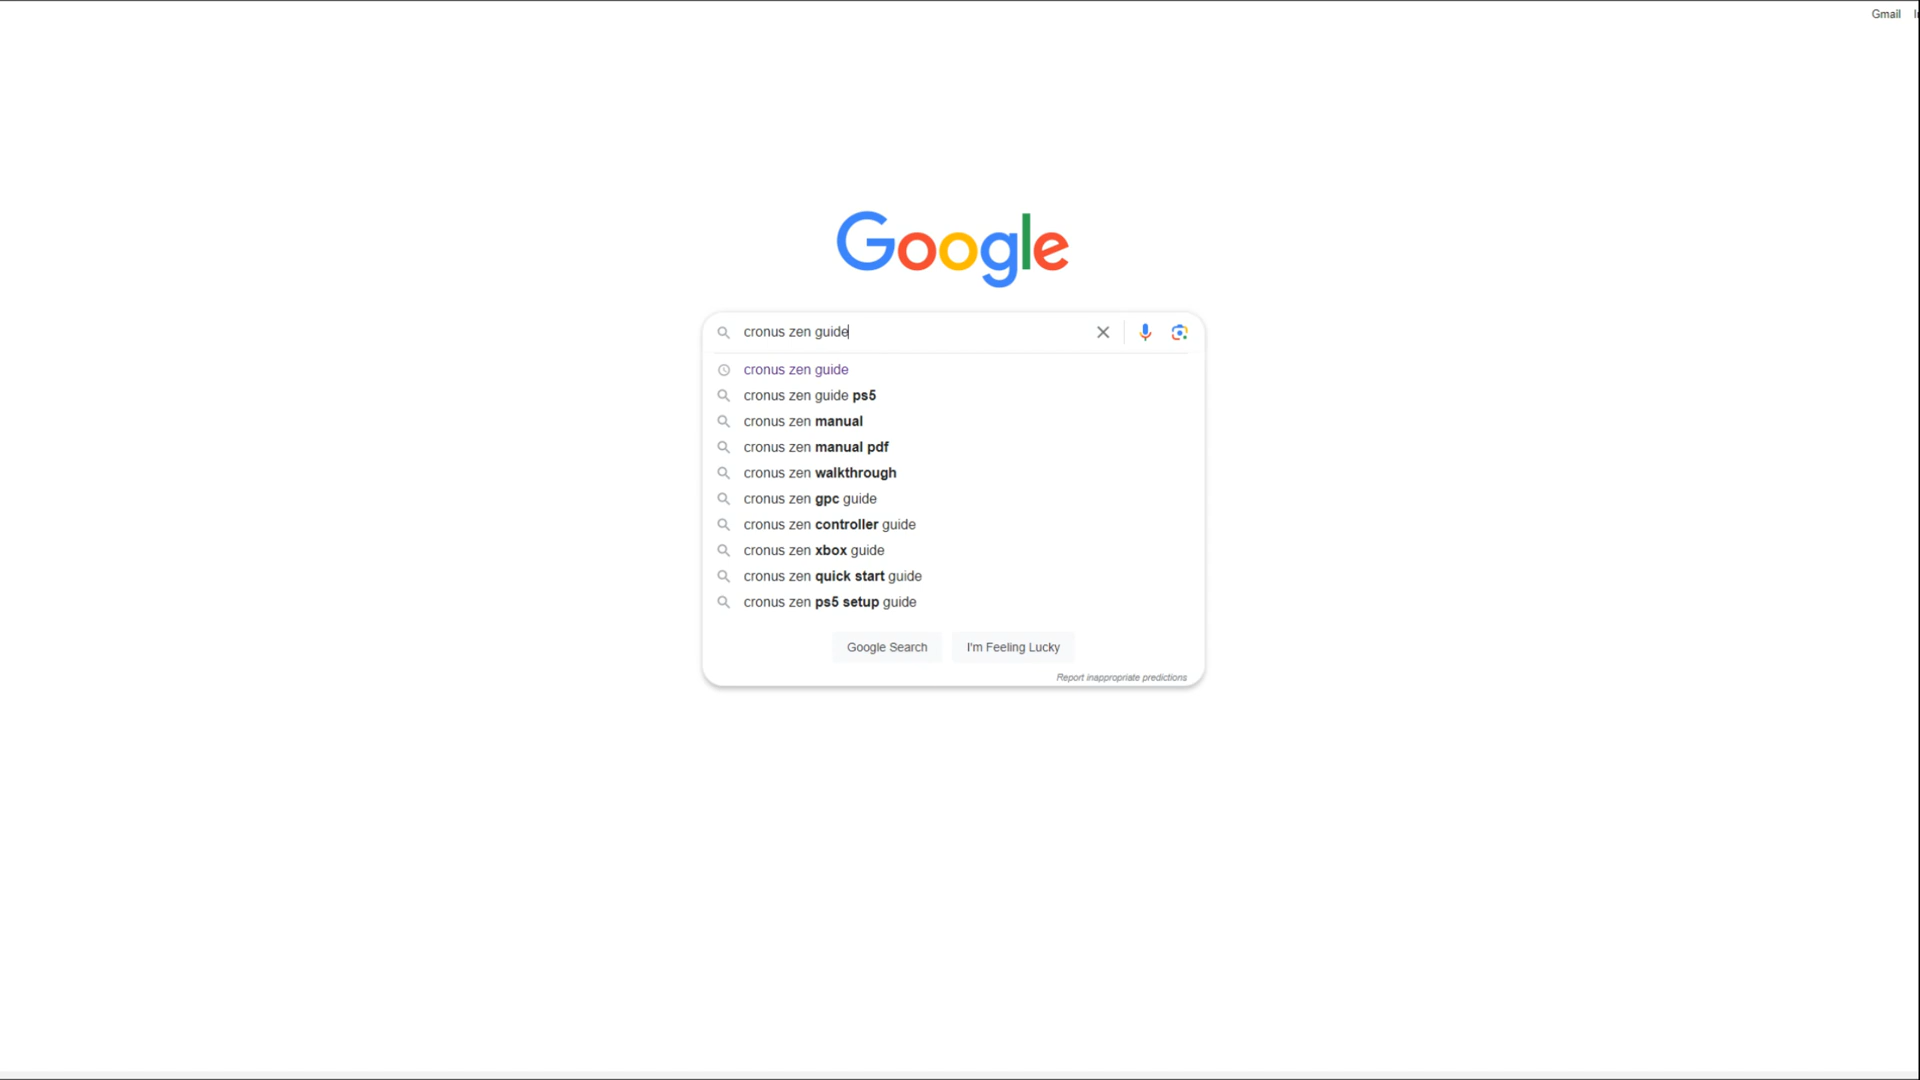 Gmail
Google
cronus zen guide
cronus zen guide
cronus zen guide ps5
cronus zen manual
cronus zen manual pdf
cronus zen walkthrough
cronus zen gpc guide
cronus zen controller guide
cronus zen xbox guide
cronus zen quick start guide
cronus zen ps5 setup guide
Google Search I'm Feeling Lucky
Report inappropriate predictions